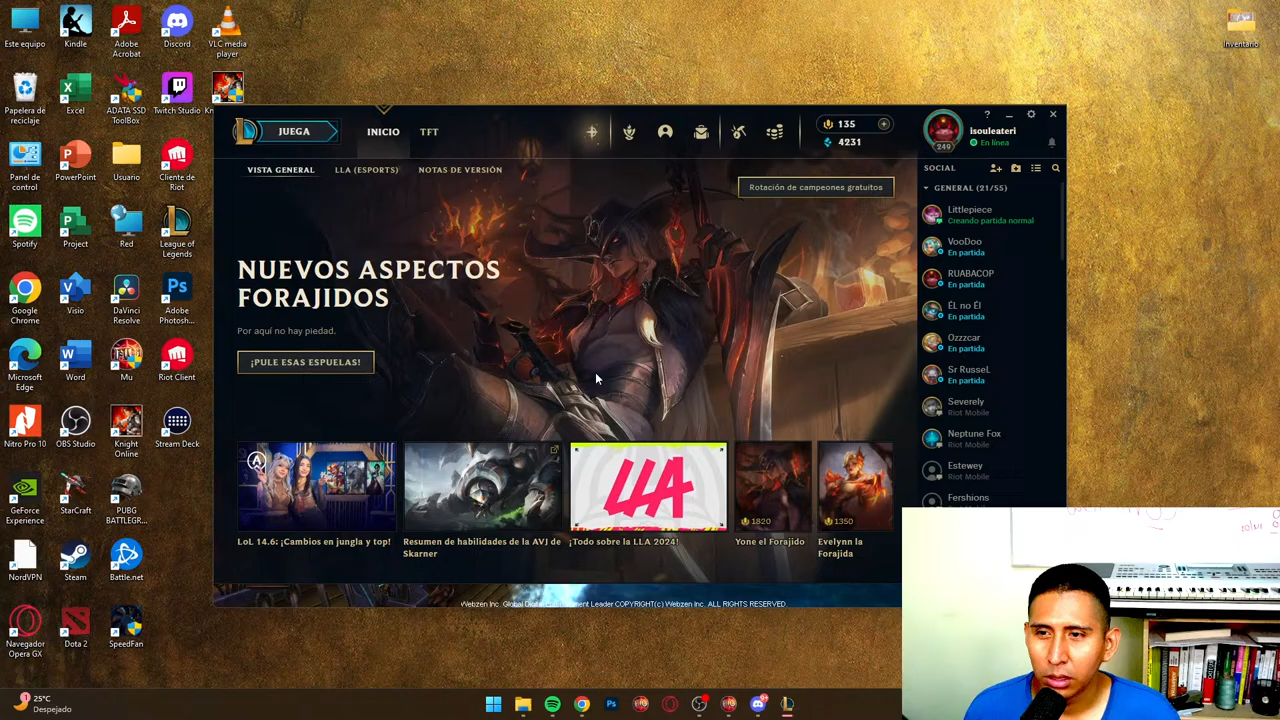 Este equipo
Kindle
Adobe
Acrobat
Discord
VLC media
player
Inventario
Papelera de
reciclaje
Excel
ADATA SSD
ToolBox
Twitch Studio
Panel de
control
PowerPoint
Usuario
Cliente de
Riot
Spotify
Project
Red
League of
Legends
Google
Chrome
Visio
DaVinci
Resolve
Adobe
Photosh...
Microsoft
Edge
Word
Mu
Riot Client
Nitro Pro 10
OBS Studio
Knight
Online
Stream Deck
GeForce
Experience
StarCraft
PUBG
BATTLEGR...
NordVPN
Steam
Battle.net
Navegador
Opera GX
Dota 2
SpeedFan
JUEGA
INICIO
TFT
135
4231
249
isouleateri
En línea
VISTA GENERAL
LLA (ESPORTS)
NOTAS DE VERSIÓN
Rotación de campeones gratuitos
NUEVOS ASPECTOS
FORAJIDOS
Por aquí no hay piedad.
¡PULE ESAS ESPUELAS!
LLA
1820
1350
LoL 14.6: ¡Cambios en jungla y top!
Resumen de habilidades de la AVJ de
Skarner
¡Todo sobre la LLA 2024!
Yone el Forajido
Evelynn la
Forajida
SOCIAL
GENERAL (21/55)
Littlepiece
Creando partida normal
VooDoo
En partida
RUABACOP
En partida
ÉL no Él
En partida
Ozzzcar
En partida
Sr RusseL
En partida
Severely
Riot Mobile
Neptune Fox
Riot Mobile
Estewey
Riot Mobile
Fershions
Webzen Inc. Global Di
ment Leader COPYRIGHT(c) Webzen Inc. ALL RIGHTS RESERVED.
25°C
Despejado